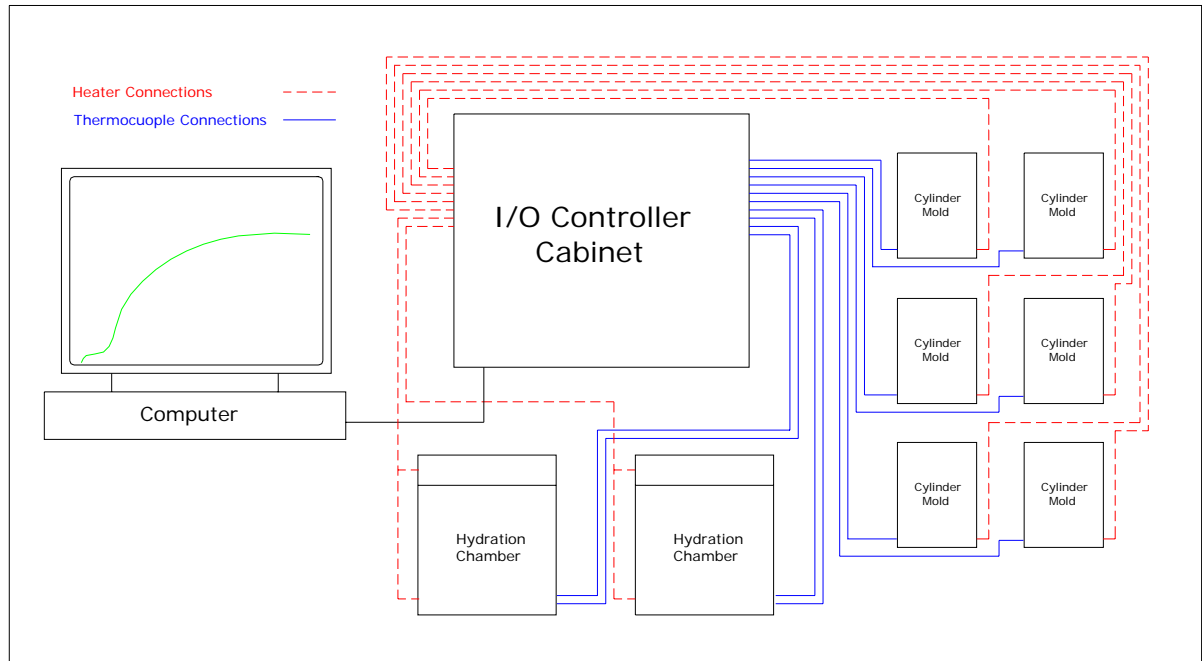 Heater Connections
Thermocuople Connections
I/O Controller
Cabinet
Computer
Cylinder
Mold
Cylinder
Mold
Cylinder
Mold
Cylinder
Mold
Cylinder
Mold
Cylinder
Mold
Hydration
Chamber
Hydration
Chamber